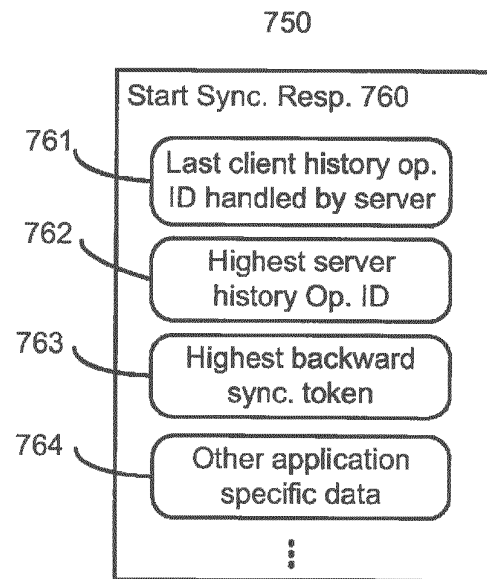 750
Start Sync. Resp. 760
761
Last client history op.
ID handled by server
762
Highest server
history Op. ID
763
Highest backward
sync. token
764
Other application
specific data